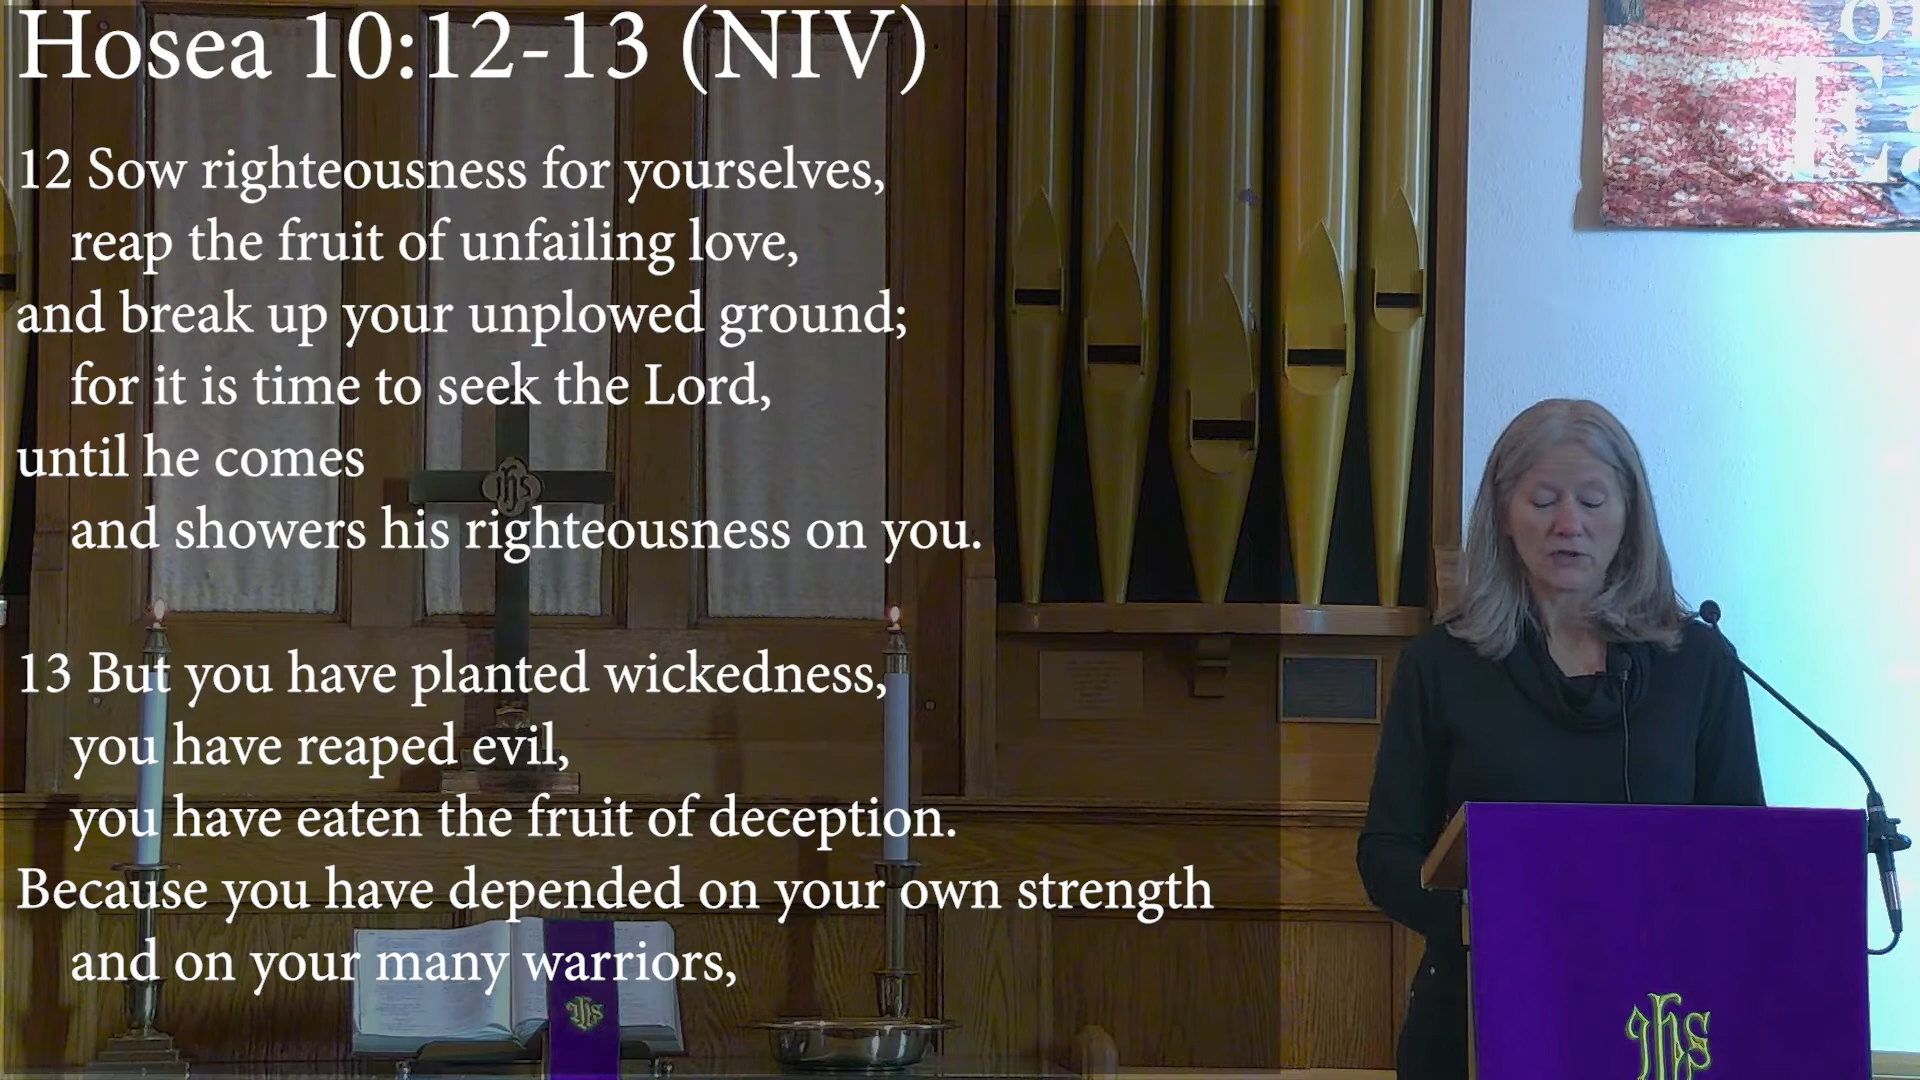 Hosea 10:12-13 (NIV)
12 Sow righteousness for yourselves,
reap the fruit of unfailing love,
and break up your unplowed ground;
for it is time to seek the Lord,
until he comes
and showers his righteousness on you.
13 But you have planted wickedness,
you have reaped evil,
you have eaten the fruit of deception.
Because you have depended on your own strength
and on your many warriors,
o
E
ihs
ihs
ihs